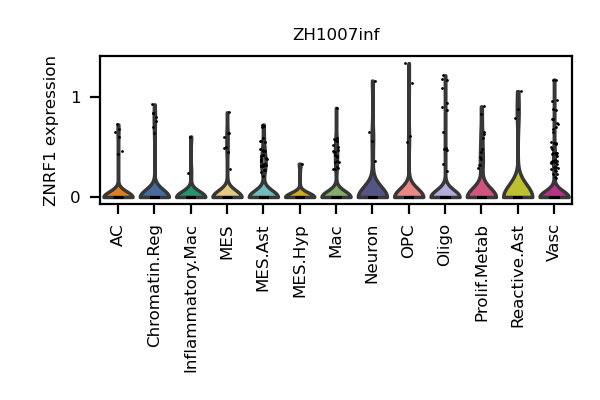 ZH1007inf
ZNRF1 expression
1
0
AC
Chromatin.Reg
Inflammatory.Mac
MES
MES.Ast
MES.Hyp
Mac
Neuron
OPC
Oligo
Prolif.Metab
Reactive.Ast
Vasc